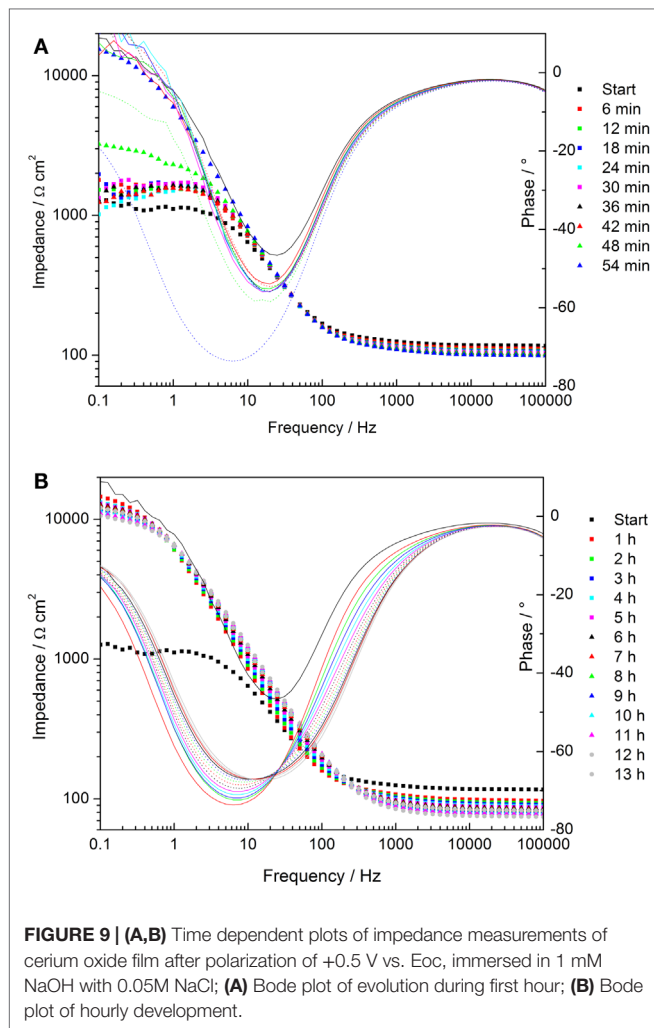 A
10000
1000
100
Impedance / Ω cm²
0
-20
-40
-60
-80
Phase / °
0.1 1 10 100 1000 10000 100000
Frequency / Hz
Start
6 min
12 min
18 min
24 min
30 min
36 min
42 min
48 min
54 min
B
10000
1000
100
Impedance / Ω cm²
0
-20
-40
-60
-80
Phase / °
0.1 1 10 100 1000 10000 100000
Frequency / Hz
Start
1 h
2 h
3 h
4 h
5 h
6 h
7 h
8 h
9 h
10 h
11 h
12 h
13 h
FIGURE 9 | (A,B) Time dependent plots of impedance measurements of
cerium oxide film after polarization of +0.5 V vs. Eoc, immersed in 1 mM
NaOH with 0.05M NaCl; (A) Bode plot of evolution during first hour; (B) Bode
plot of hourly development.